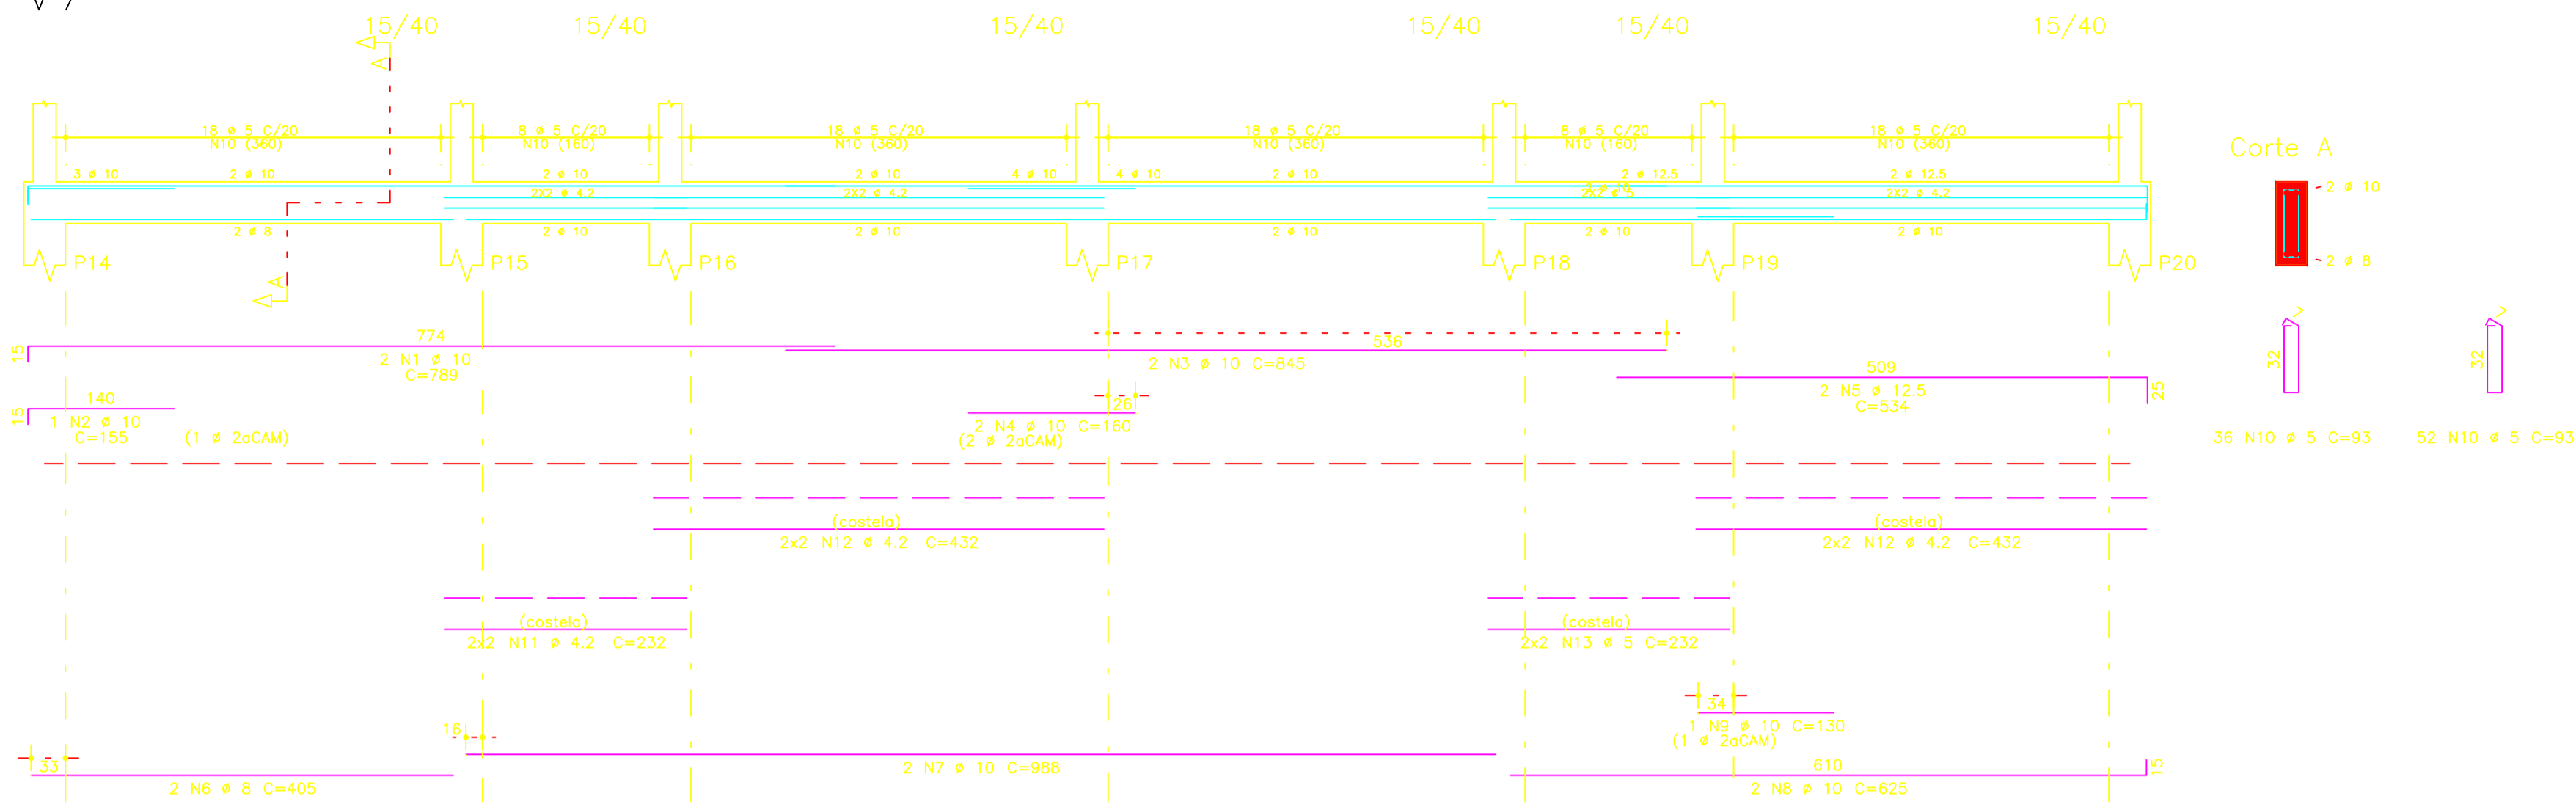 15/40 15/40 15/40 15/40 15/40 15/40
A
18 ø 5 C/20 8 ø 5 C/20 18 ø 5 C/20 18 ø 5 C/20 8 ø 5 C/20 18 ø 5 C/20
N10 (360) N10 (160) N10 (360) N10 (360) N10 (160) N10 (360)
Corte A
3 ø 10 2 ø 10 2 ø 10 2 ø 10 4 ø 10 4 ø 10 2 ø 10 2 ø 12.5 2 ø 12.5
2 ø 10
2X2 ø 4.2 2X2 ø 4.2 2X2 ø 5 2X2 ø 4.2
2 ø 8 2 ø 10 2 ø 10 2 ø 10 2 ø 10 2 ø 10
P14 P15 P16 P17 P18 P19 P20
2 ø 8
A
774
15
2 N1 ø 10
C=789
536
2 N3 ø 10 C=845
32 32
509
2 N5 ø 12.5
C=534
25
140
15
1 N2 ø 10
C=155 (1 ø 2aCAM)
26
2 N4 ø 10 C=160
(2 ø 2aCAM)
36 N10 ø 5 C=93 52 N10 ø 5 C=93
(costela) (costela)
2x2 N12 ø 4.2 C=432 2x2 N12 ø 4.2 C=432
(costela) (costela)
2x2 N11 ø 4.2 C=232 2x2 N13 ø 5 C=232
34
1 N9 ø 10 C=130
(1 ø 2aCAM)
16
2 N7 ø 10 C=988
33
2 N6 ø 8 C=405
610
15
2 N8 ø 10 C=625